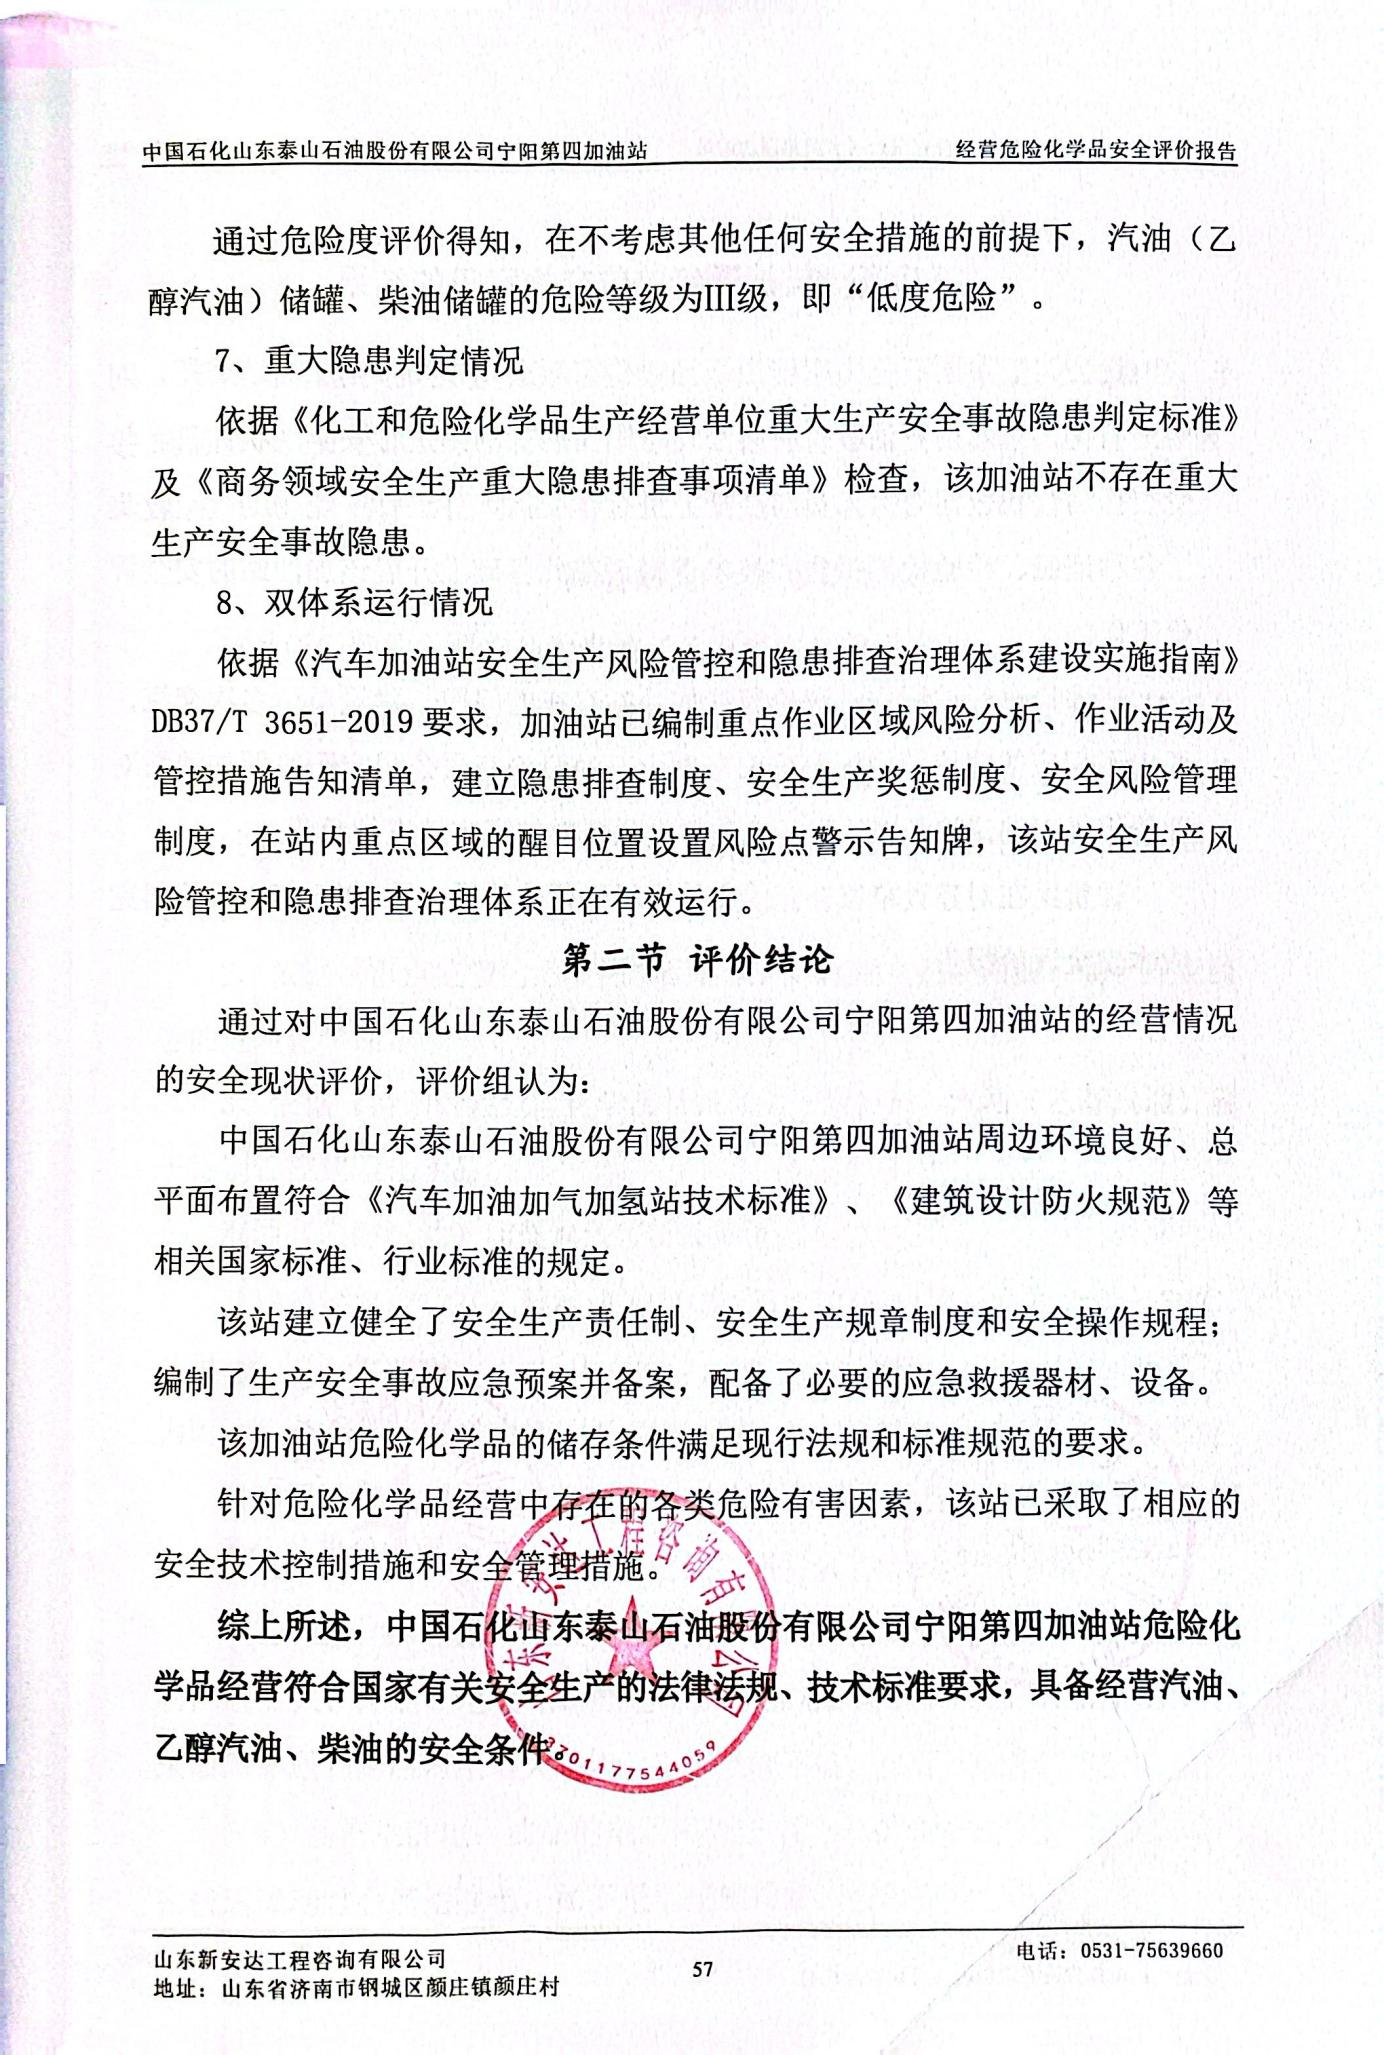 中国石化山东泰山石油股份有限公司宁阳第四加油站 经营危险化学品安全评价报告
通过危险度评价得知，在不考虑其他任何安全措施的前提下，汽油（乙
醇汽油）储罐、柴油储罐的危险等级为III级，即“低度危险”。
7、重大隐患判定情况
依据《化工和危险化学品生产经营单位重大生产安全事故隐患判定标准》
及《商务领域安全生产重大隐患排查事项清单》检查，该加油站不存在重大
生产安全事故隐患。
8、双体系运行情况
依据《汽车加油站安全生产风险管控和隐患排查治理体系建设实施指南》
DB37/T 3651-2019 要求，加油站已编制重点作业区域风险分析、作业活动及
管控措施告知清单，建立隐患排查制度、安全生产奖惩制度、安全风险管理
制度，在站内重点区域的醒目位置设置风险点警示告知牌，该站安全生产风
险管控和隐患排查治理体系正在有效运行。
第二节 评价结论
通过对中国石化山东泰山石油股份有限公司宁阳第四加油站的经营情况
的安全现状评价，评价组认为：
中国石化山东泰山石油股份有限公司宁阳第四加油站周边环境良好、总
平面布置符合《汽车加油加气加氢站技术标准》、《建筑设计防火规范》等
相关国家标准、行业标准的规定。
该站建立健全了安全生产责任制、安全生产规章制度和安全操作规程；
编制了生产安全事故应急预案并备案，配备了必要的应急救援器材、设备。
该加油站危险化学品的储存条件满足现行法规和标准规范的要求。
针对危险化学品经营中存在的各类危险有害因素，该站已采取了相应的
安全技术控制措施和安全管理措施。
综上所述，中国石化山东泰山石油股份有限公司宁阳第四加油站危险化
学品经营符合国家有关安全生产的法律法规、技术标准要求，具备经营汽油、
乙醇汽油、柴油的安全条件。
山东新安达工程咨询有限公司
3701177544059
山东新安达工程咨询有限公司
地址：山东省济南市钢城区颜庄镇颜庄村
57
电话：0531-75639660